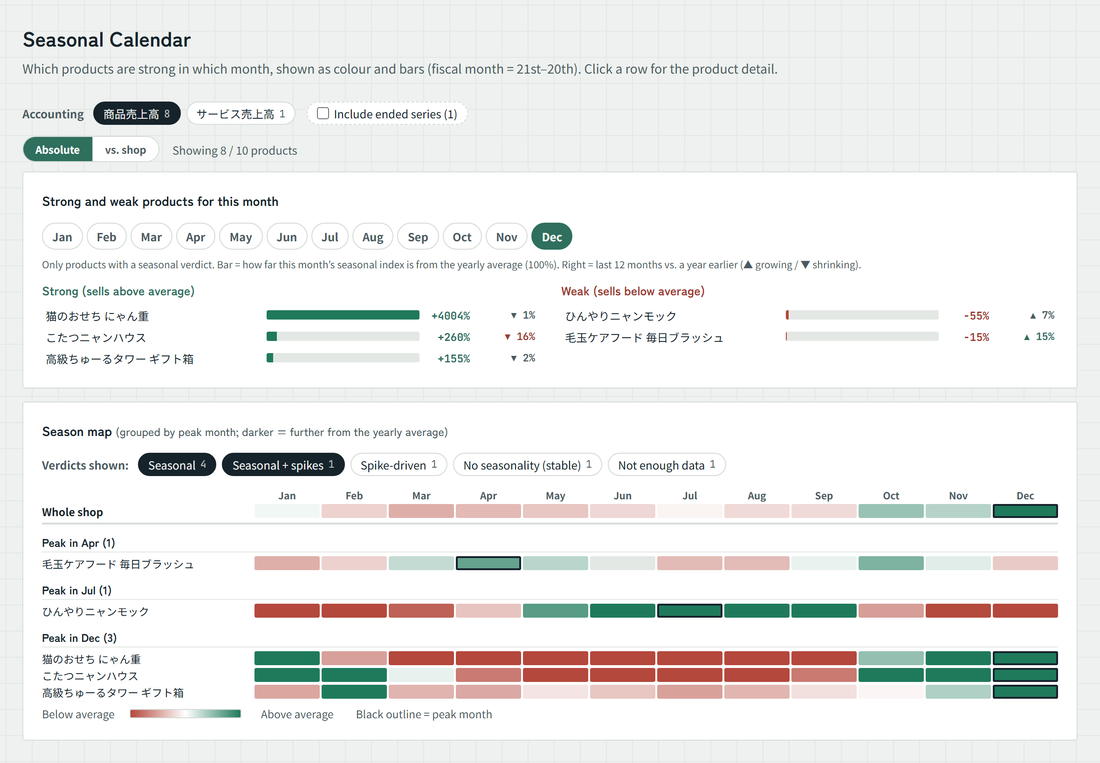 Seasonal Calendar
Which products are strong in which month, shown as colour and bars (fiscal month = 21st–20th). Click a row for the product detail.
Accounting 商品売上高 8 サービス売上高 1 Include ended series (1)
Absolute vs. shop Showing 8 / 10 products
Strong and weak products for this month
Jan Feb Mar Apr May Jun Jul Aug Sep Oct Nov Dec
Only products with a seasonal verdict. Bar = how far this month's seasonal index is from the yearly average (100%). Right = last 12 months vs. a year earlier (▲ growing / ▼ shrinking).
Strong (sells above average)
猫のおせち にゃん重 +4004% ▼ 1%
こたつニャンハウス +260% ▼ 16%
高級ちゅーるタワー ギフト箱 +155% ▼ 2%
Weak (sells below average)
ひんやりニャンモック -55% ▲ 7%
毛玉ケアフード 毎日ブラッシュ -15% ▲ 15%
Season map (grouped by peak month; darker = further from the yearly average)
Verdicts shown: Seasonal 4 Seasonal + spikes 1 Spike-driven 1 No seasonality (stable) 1 Not enough data 1
Jan Feb Mar Apr May Jun Jul Aug Sep Oct Nov Dec
Whole shop
Peak in Apr (1)
毛玉ケアフード 毎日ブラッシュ
Peak in Jul (1)
ひんやりニャンモック
Peak in Dec (3)
猫のおせち にゃん重
こたつニャンハウス
高級ちゅーるタワー ギフト箱
Below average Above average Black outline = peak month